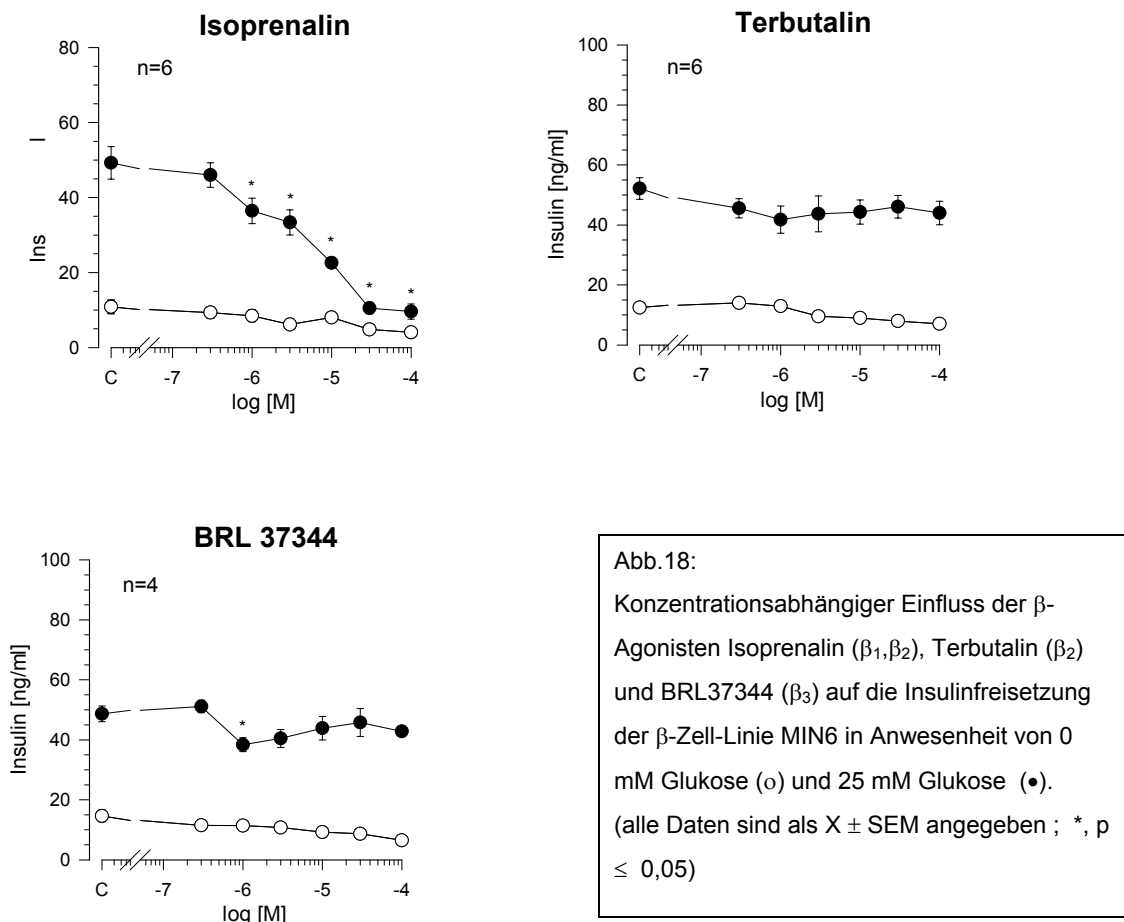 Isoprenalin
80
60
40
20
0
n=6
Ins I
* * * * *
C -7 -6 -5 -4
log [M]
Terbutalin
100
80
60
40
20
0
n=6
Insulin [ng/ml]
C -7 -6 -5 -4
log [M]
BRL 37344
100
80
60
40
20
0
n=4
Insulin [ng/ml]
*
C -7 -6 -5 -4
log [M]
Abb.18:
Konzentrationsabhängiger Einfluss der β-
Agonisten Isoprenalin (β₁,β₂), Terbutalin (β₂)
und BRL37344 (β₃) auf die Insulinfreisetzung
der β-Zell-Linie MIN6 in Anwesenheit von 0
mM Glukose (ο) und 25 mM Glukose (•).
(alle Daten sind als X ± SEM angegeben ; *, p
≤ 0,05)